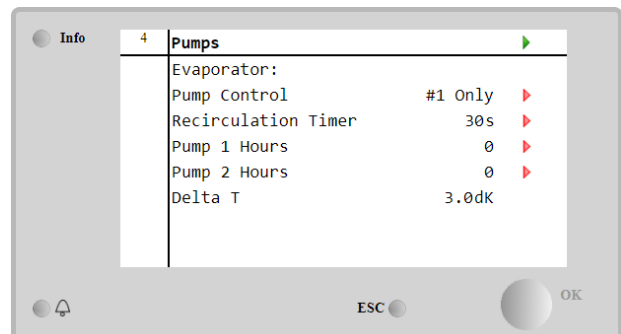 Info
4 Pumps
Evaporator:
Pump Control #1 Only
Recirculation Timer 30s
Pump 1 Hours 0
Pump 2 Hours 0
Delta T 3.0dK
ESC
OK